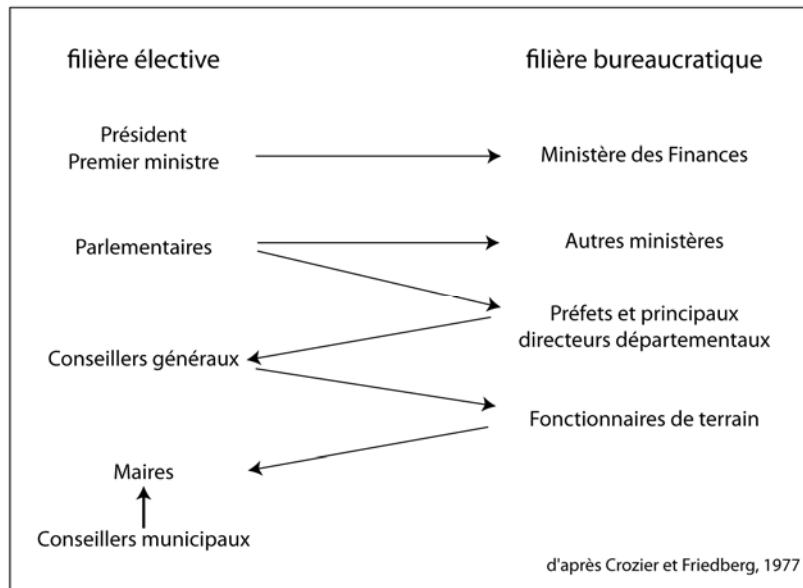 filière élective
filière bureaucratique
Président
Premier ministre
Ministère des Finances
Parlementaires
Autres ministères
Préfets et principaux
directeurs départementaux
Conseillers généraux
Fonctionnaires de terrain
Maires
Conseillers municipaux
d'après Crozier et Friedberg, 1977